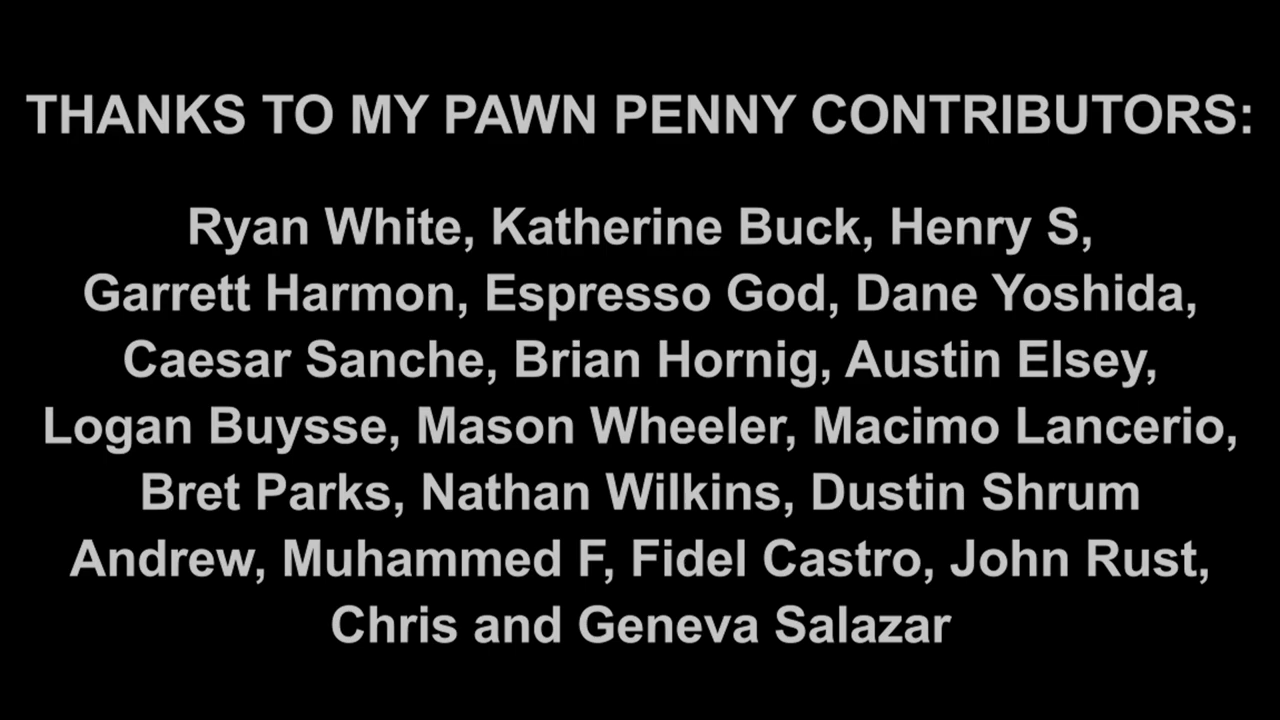 THANKS TO MY PAWN PENNY CONTRIBUTORS:
Ryan White, Katherine Buck, Henry S,
Garrett Harmon, Espresso God, Dane Yoshida,
Caesar Sanche, Brian Hornig, Austin Elsey,
Logan Buysse, Mason Wheeler, Macimo Lancerio,
Bret Parks, Nathan Wilkins, Dustin Shrum
Andrew, Muhammed F, Fidel Castro, John Rust,
Chris and Geneva Salazar